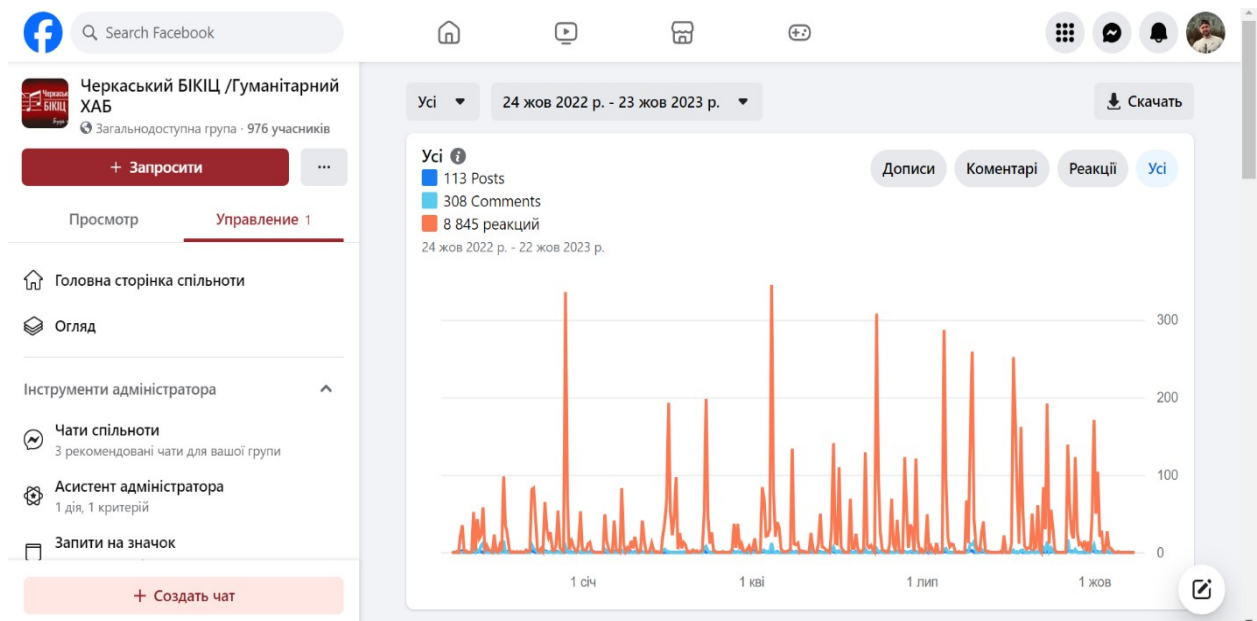 Search Facebook
Черкаський БІКІЦ /Гуманітарний
ХАБ
Загальнодоступна група · 976 учасників
+ Запросити
...
Просмотр
Управление 1
Головна сторінка спільноти
Огляд
Інструменти адміністратора
Чати спільноти
3 рекомендовані чати для вашої групи
Асистент адміністратора
1 дія, 1 критерій
Запити на значок
+ Создать чат
Усі
24 жов 2022 р. - 23 жов 2023 р.
Скачать
Усі
113 Posts
308 Comments
8 845 реакций
24 жов 2022 р. - 22 жов 2023 р.
Дописи
Коментарі
Реакції
Усі
300
200
100
0
1 січ
1 кві
1 лип
1 жов